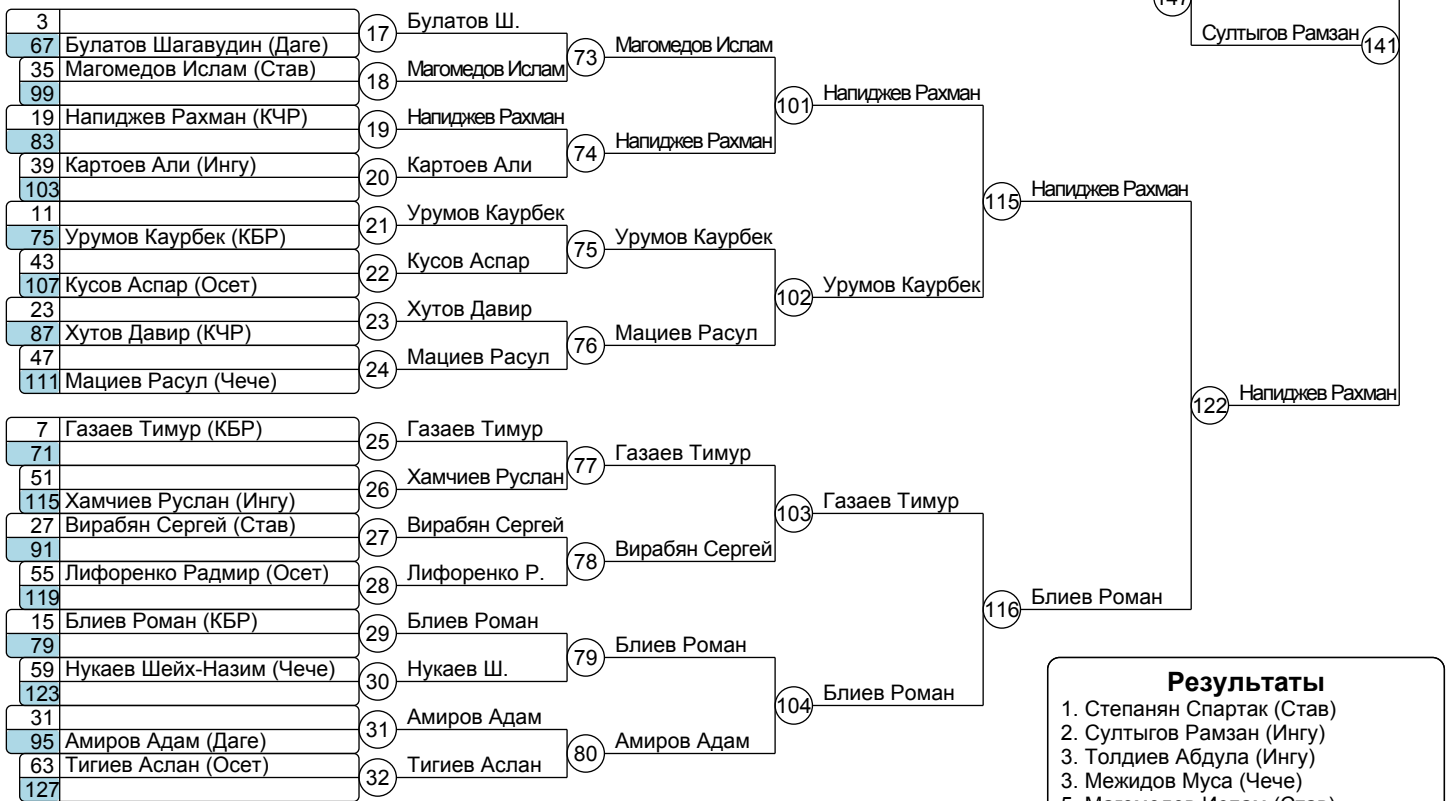 147
Султыгов Рамзан
141
3
67 Булатов Шагавудин (Даге)
17
Булатов Ш.
35 Магомедов Ислам (Став)
99
18
Магомедов Ислам
73
Магомедов Ислам
19 Напиджев Рахман (КЧР)
83
19
Напиджев Рахман
39 Картоев Али (Ингу)
103
20
Картоев Али
74
Напиджев Рахман
101
Напиджев Рахман
11
75 Урумов Каурбек (КБР)
21
Урумов Каурбек
43
107 Кусов Аспар (Осет)
22
Кусов Аспар
75
Урумов Каурбек
23
87 Хутов Давир (КЧР)
23
Хутов Давир
47
111 Мациев Расул (Чече)
24
Мациев Расул
76
Мациев Расул
102
Урумов Каурбек
115
Напиджев Рахман
122
Напиджев Рахман
7 Газаев Тимур (КБР)
71
25
Газаев Тимур
51
115 Хамчиев Руслан (Ингу)
26
Хамчиев Руслан
77
Газаев Тимур
27 Вирабян Сергей (Став)
91
27
Вирабян Сергей
55 Лифоренко Радмир (Осет)
119
28
Лифоренко Р.
78
Вирабян Сергей
103
Газаев Тимур
15 Блиев Роман (КБР)
79
29
Блиев Роман
59 Нукаев Шейх-Назим (Чече)
123
30
Нукаев Ш.
79
Блиев Роман
31
95 Амиров Адам (Даге)
31
Амиров Адам
63 Тигиев Аслан (Осет)
127
32
Тигиев Аслан
80
Амиров Адам
104
Блиев Роман
116
Блиев Роман
Результаты
1. Степанян Спартак (Став)
2. Султыгов Рамзан (Ингу)
3. Толдиев Абдула (Ингу)
3. Межидов Муса (Чече)
5. Магомедов Ислам (Став)